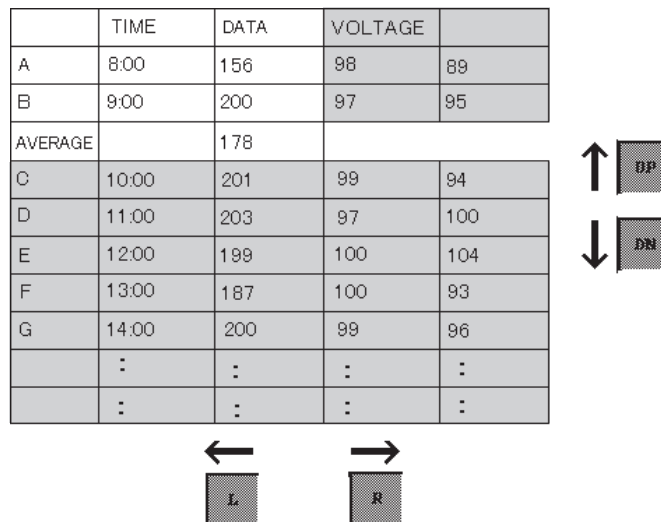 TIME DATA VOLTAGE
A 8:00 156 98 89
B 9:00 200 97 95
AVERAGE 178
C 10:00 201 99 94
D 11:00 203 97 100
E 12:00 199 100 104
F 13:00 187 100 93
G 14:00 200 99 96
: : : :
: : : :
DP
DN
L R